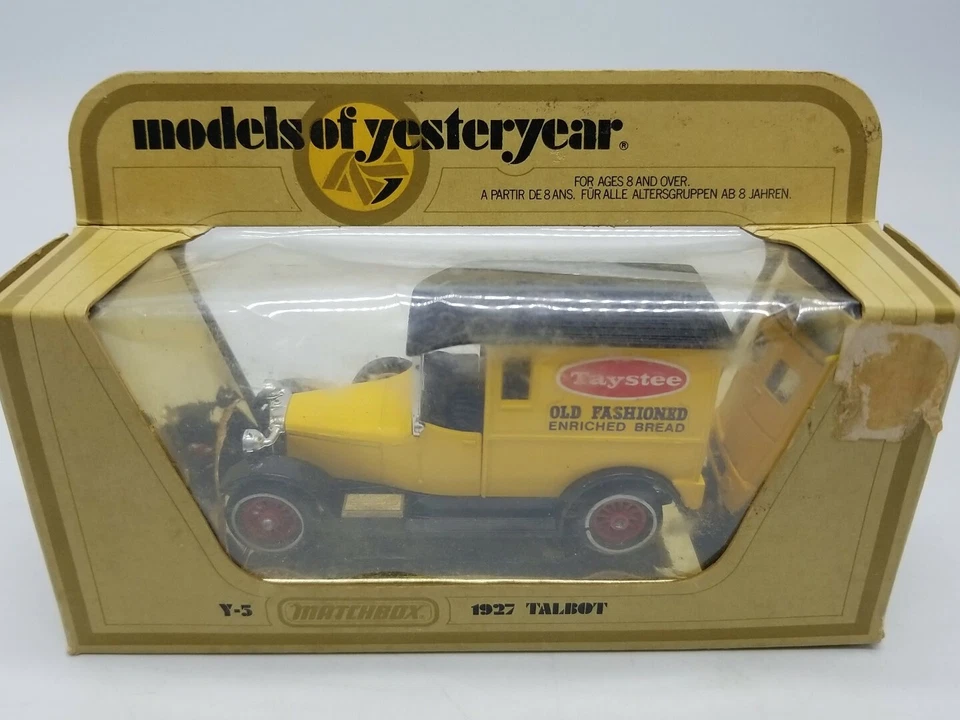 models of yesteryear®
FOR AGES 8 AND OVER.
A PARTIR DE 8 ANS. FÜR ALLE ALTERSGRUPPEN AB 8 JAHREN.
Taystee
OLD FASHIONED
ENRICHED BREAD
Y-5 MATCHBOX 1927 TALBOT